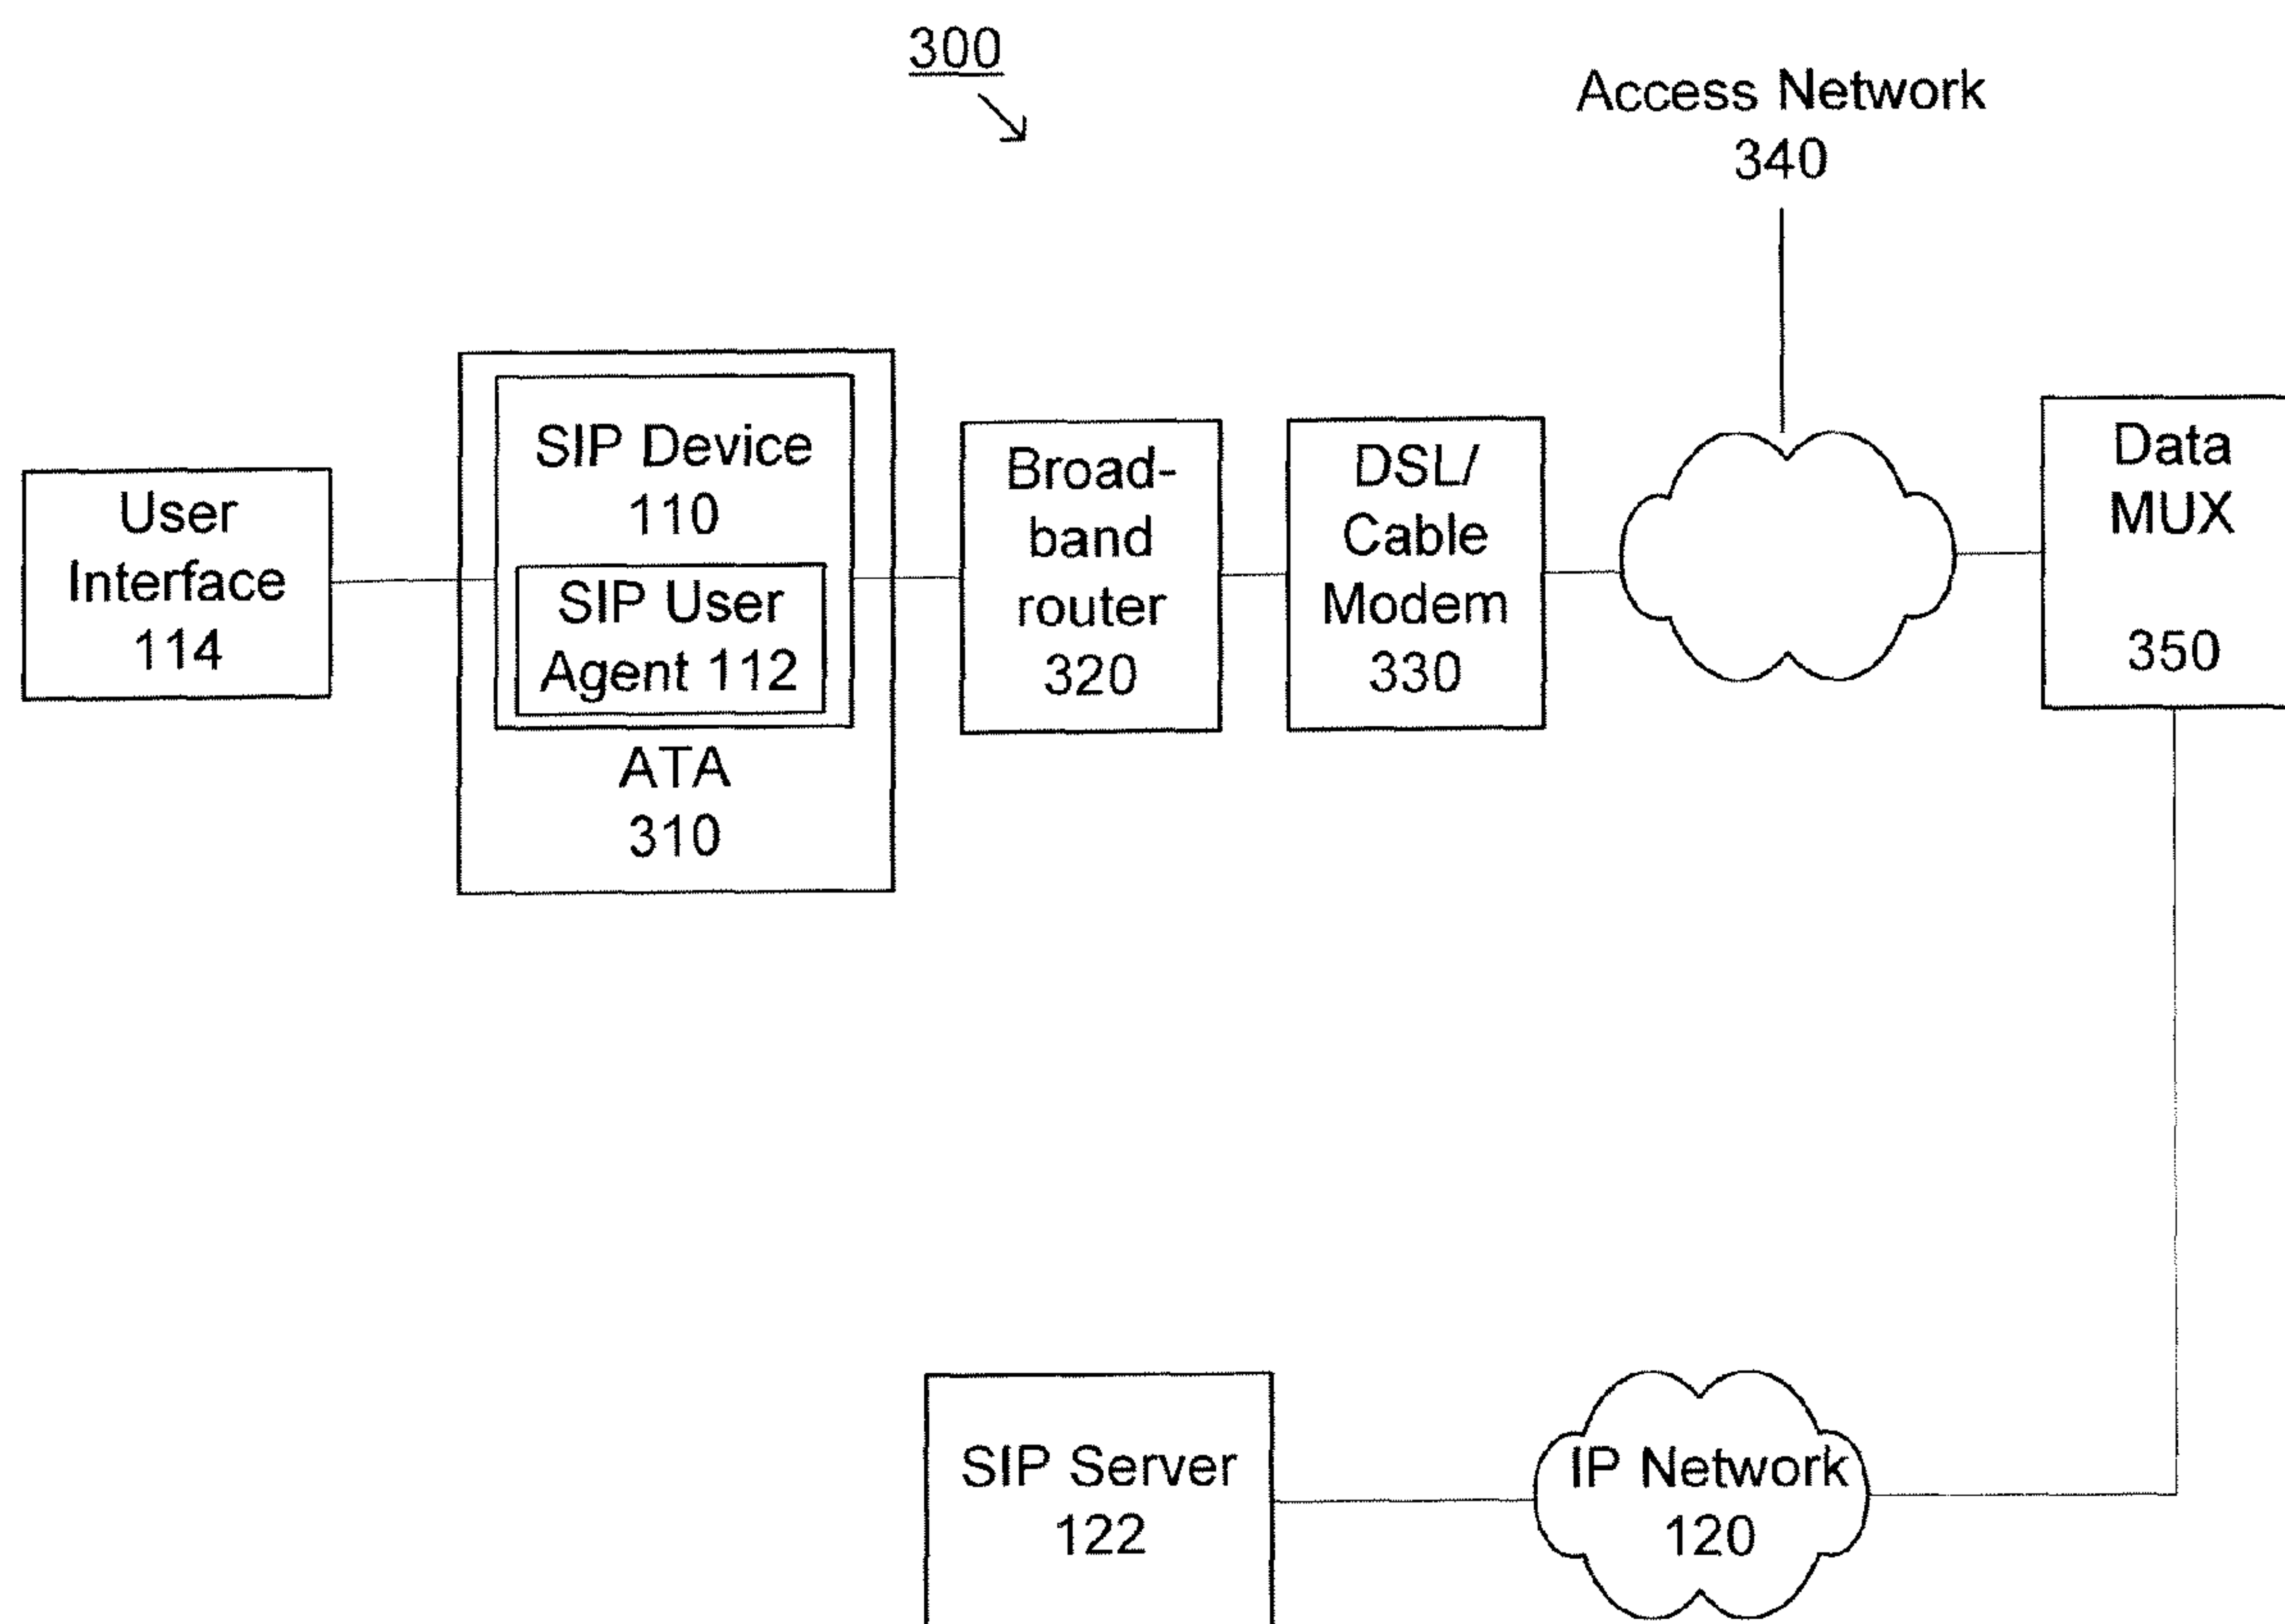 300
Access Network
340
User
Interface
114
SIP Device
110
SIP User
Agent 112
ATA
310
Broad-
band
router
320
DSL/
Cable
Modem
330
Data
MUX
350
SIP Server
122
IP Network
120